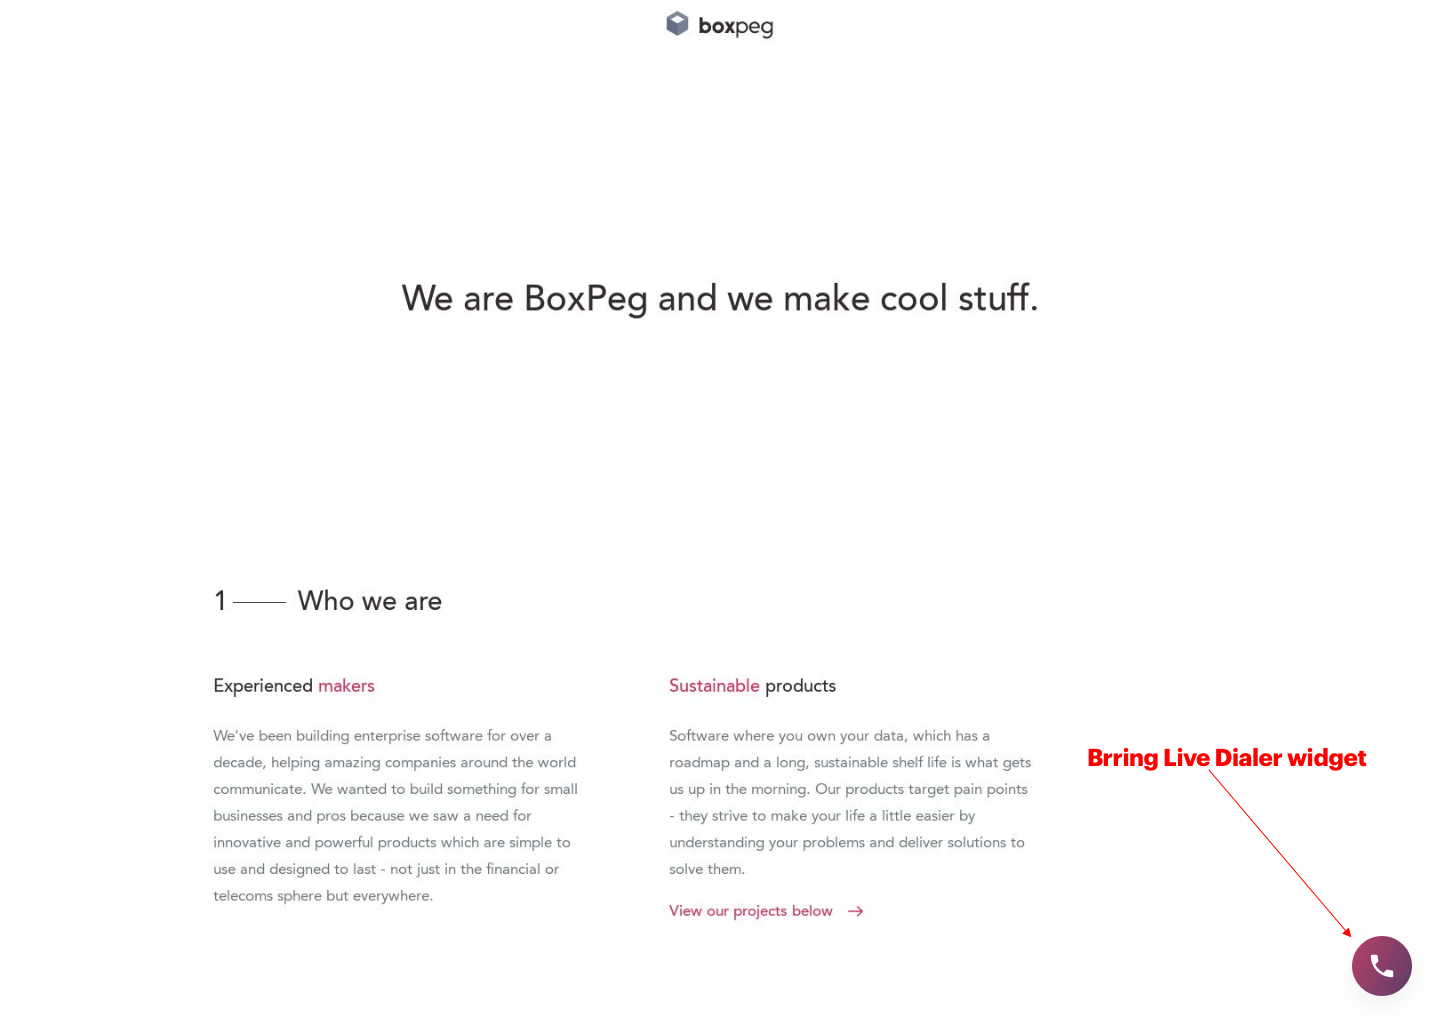 boxpeg
We are BoxPeg and we make cool stuff.
1 Who we are
Experienced makers
We've been building enterprise software for over a
decade, helping amazing companies around the world
communicate. We wanted to build something for small
businesses and pros because we saw a need for
innovative and powerful products which are simple to
use and designed to last - not just in the financial or
telecoms sphere but everywhere.
Sustainable products
Software where you own your data, which has a
roadmap and a long, sustainable shelf life is what gets
us up in the morning. Our products target pain points
- they strive to make your life a little easier by
understanding your problems and deliver solutions to
solve them.
View our projects below
Brring Live Dialer widget